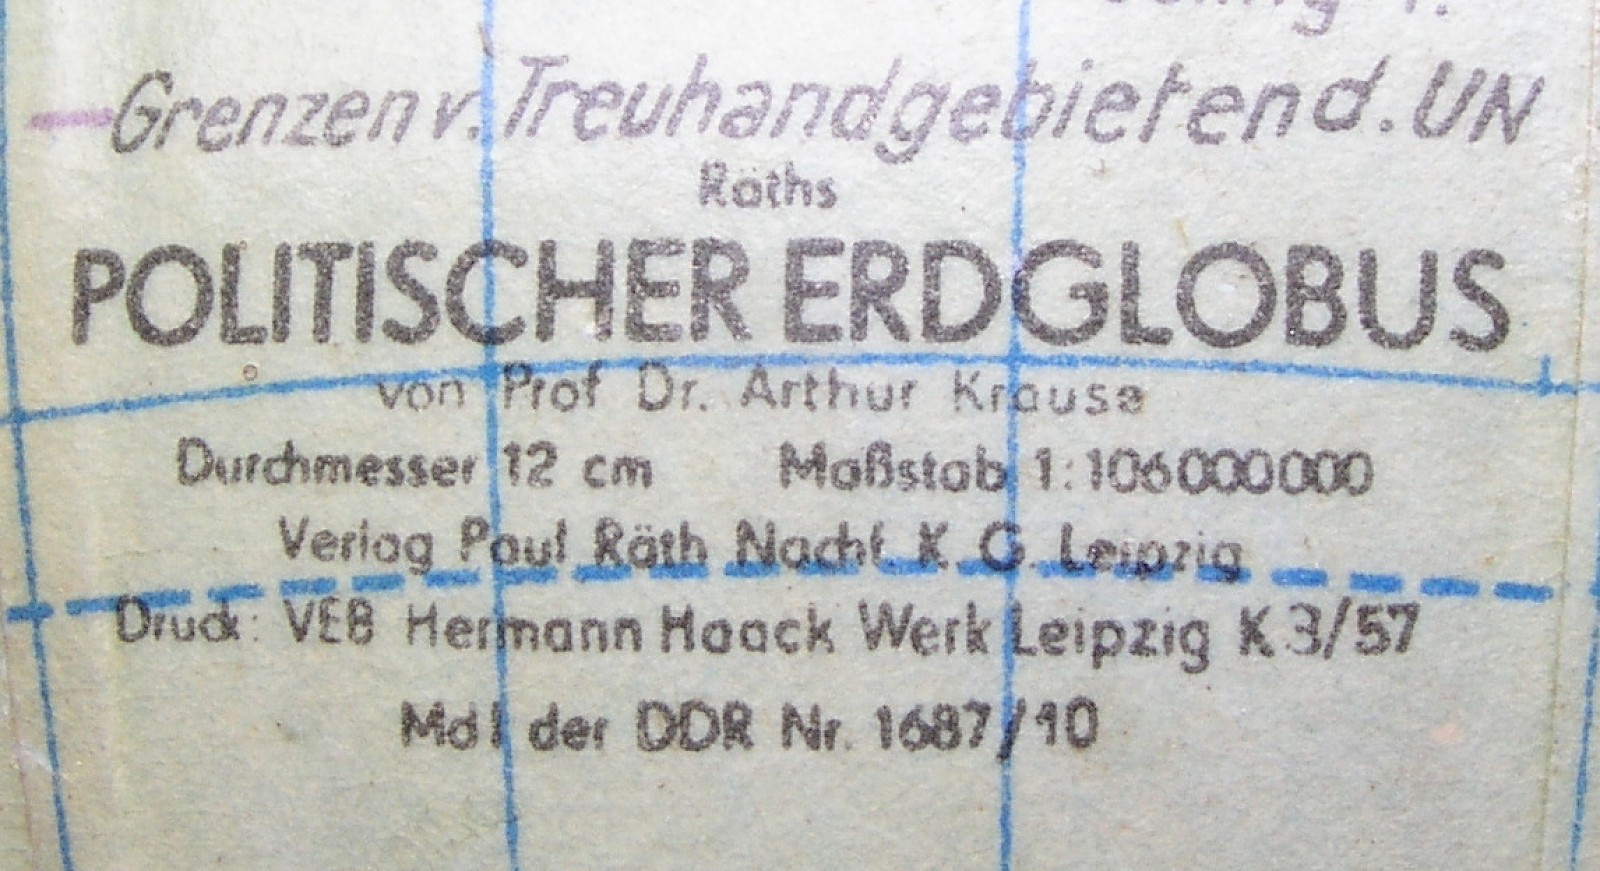 Grenzen v. Treuhandgebieten d. UN
Räths
POLITISCHER ERDGLOBUS
von Prof Dr. Arthur Krause
Durchmesser 12 cm Maßstab 1:106000000
Verlag Paul Räth Nachf. K. G. Leipzig
Druck: VEB Hermann Haack Werk Leipzig K 3/57
MdI der DDR Nr. 1687/10